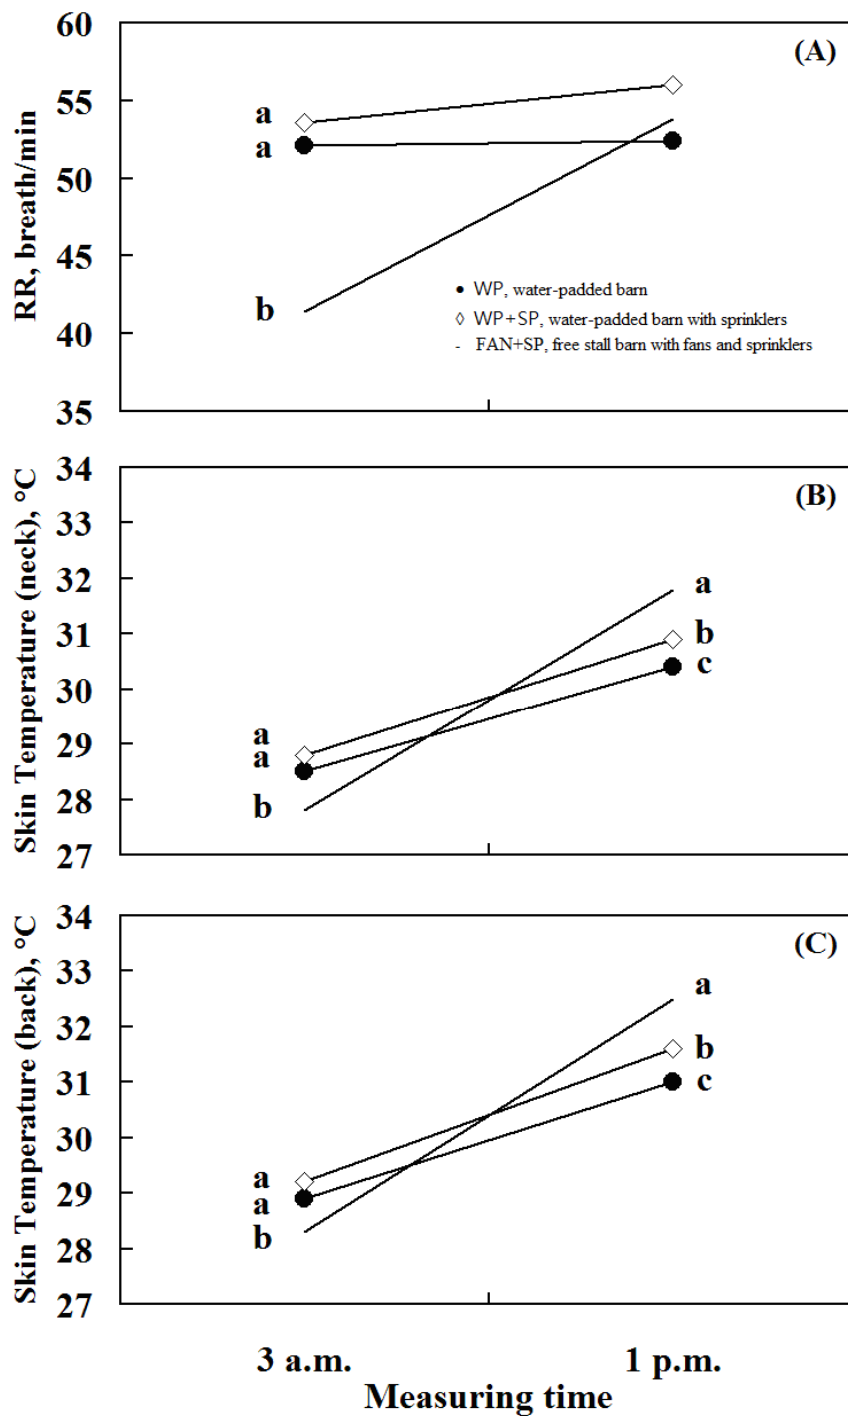 60
(A)
55
a
a
50
45
b
40
35
RR, breath/min
WP, water-padded barn
WP+SP, water-padded barn with sprinklers
- FAN+SP, free stall barn with fans and sprinklers
34
(B)
33
32
a
31
b
c
30
29
a
a
28
b
27
Skin Temperature (neck), °C
34
(C)
33
a
32
b
31
c
30
29
a
a
28
b
27
Skin Temperature (back), °C
3 a.m.
1 p.m.
Measuring time